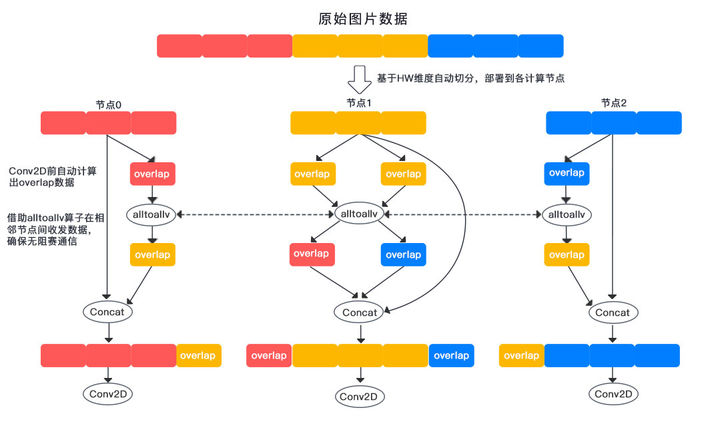 原始图片数据
基于HW维度自动切分，部署到各计算节点
节点0
节点1
节点2
Conv2D前自动计算
出overlap数据
overlap
overlap
overlap
overlap
借助alltoallv算子在相
邻节点间收发数据，
确保无阻赛通信
alltoallv
alltoallv
alltoallv
overlap
overlap
overlap
overlap
Concat
Concat
Concat
overlap
overlap
overlap
overlap
Conv2D
Conv2D
Conv2D